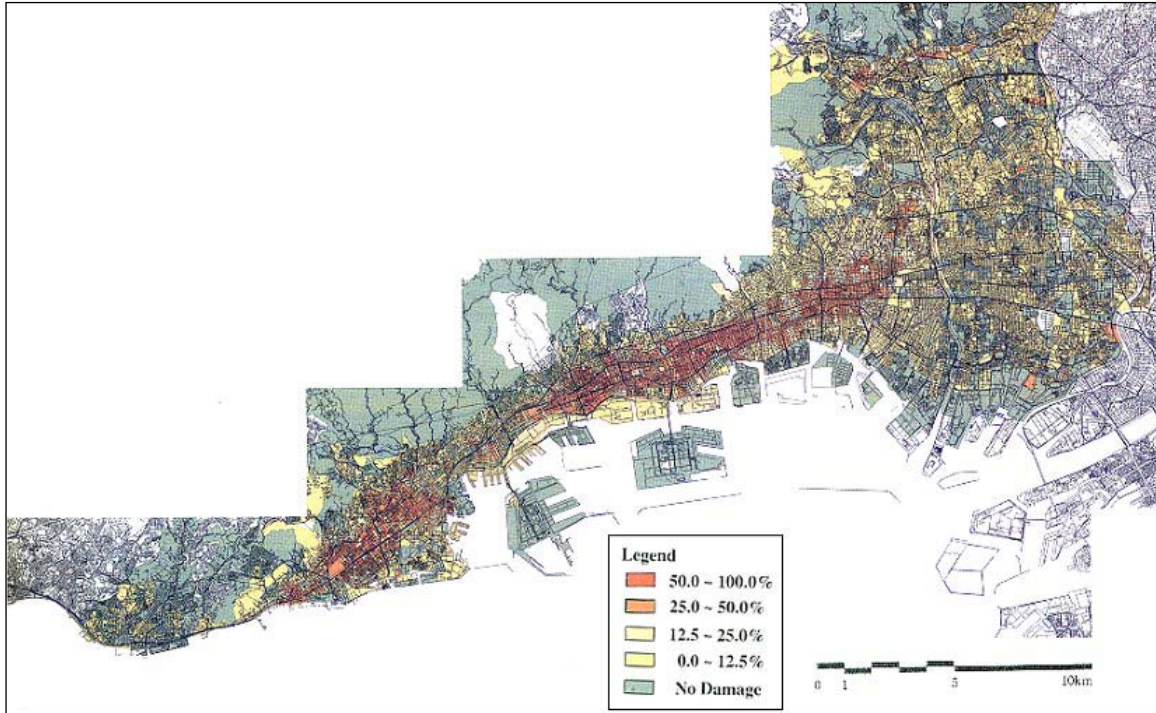 Legend
50.0 ~ 100.0%
25.0 ~ 50.0%
12.5 ~ 25.0%
0.0 ~ 12.5%
No Damage
0 1 5 10km